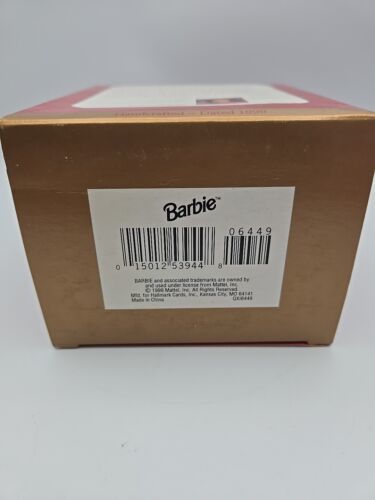 Handcrafted – Dated 1999
Barbie™
06449
0 15012 53944 8
BARBIE and associated trademarks are owned by
and used under license from Mattel, Inc.
© 1999 Mattel, Inc. All Rights Reserved.
Mfd. for Hallmark Cards, Inc., Kansas City, MO 64141
Made in China QXI6449